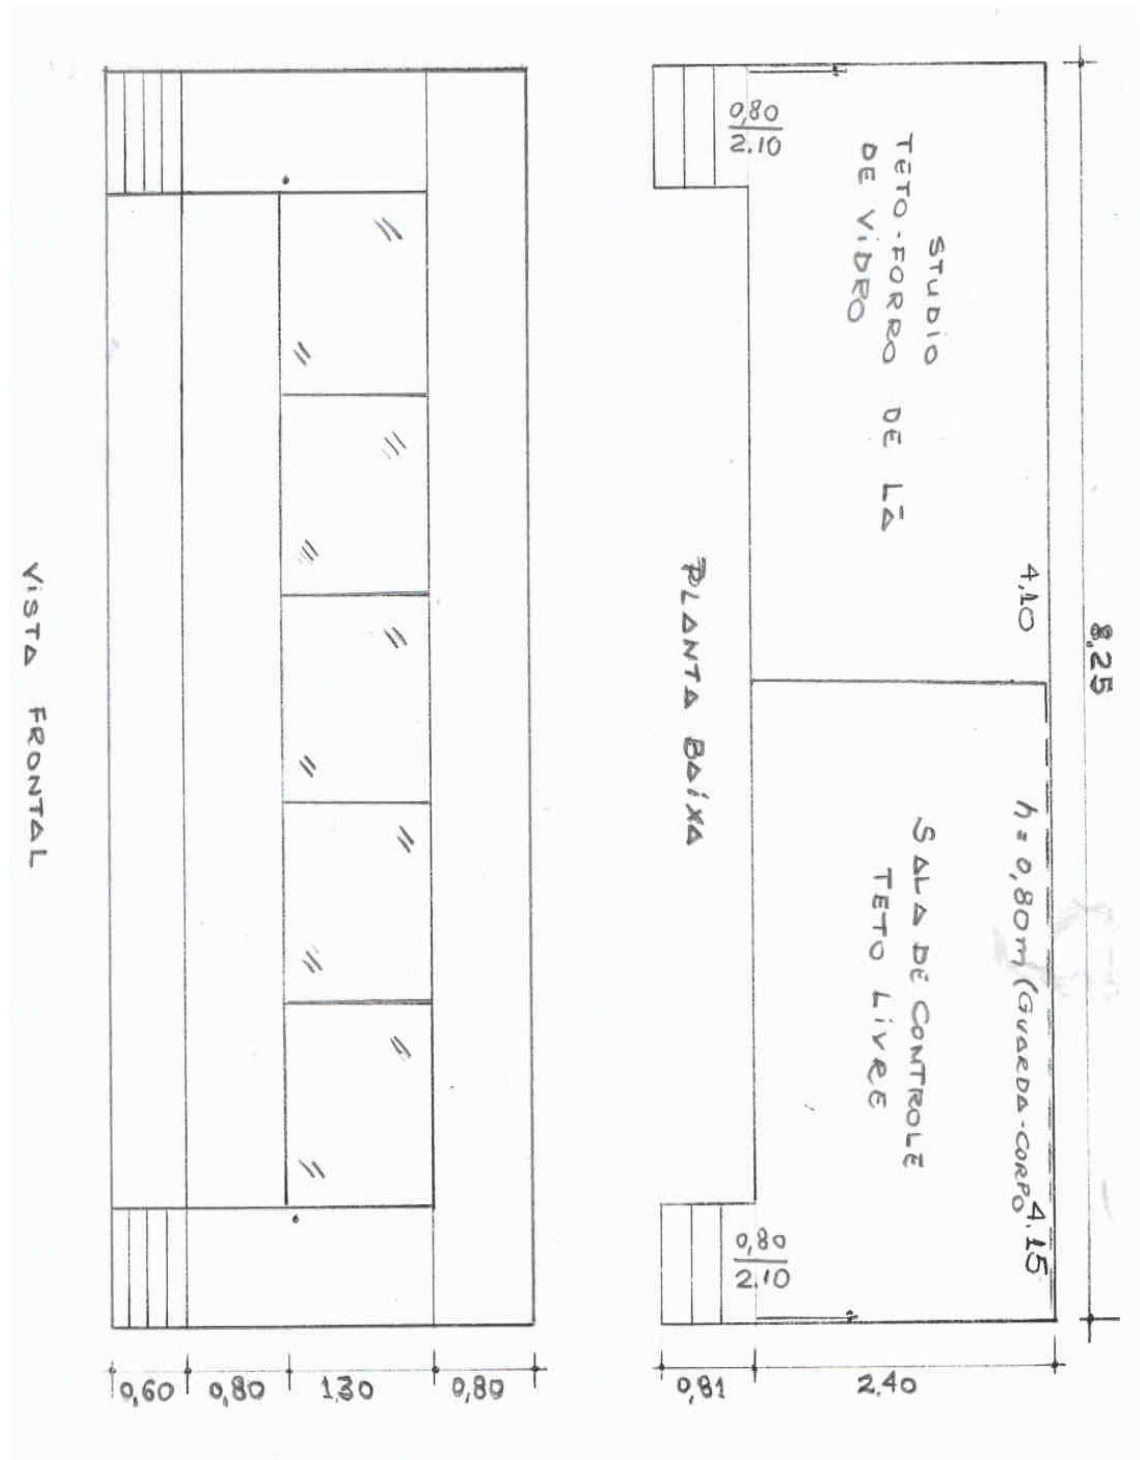 0,80
2.10
STUDIO
TETO-FORRO DE LÃ
DE VIDRO
4,10
8,25
PLANTA BAIXA
h = 0,80m (GUARDA-CORPO
4.15
SALA DE CONTROLE
TETO LIVRE
0,80
2.10
0,81
2.40
VISTA FRONTAL
0,60
0,80
1,30
0,80